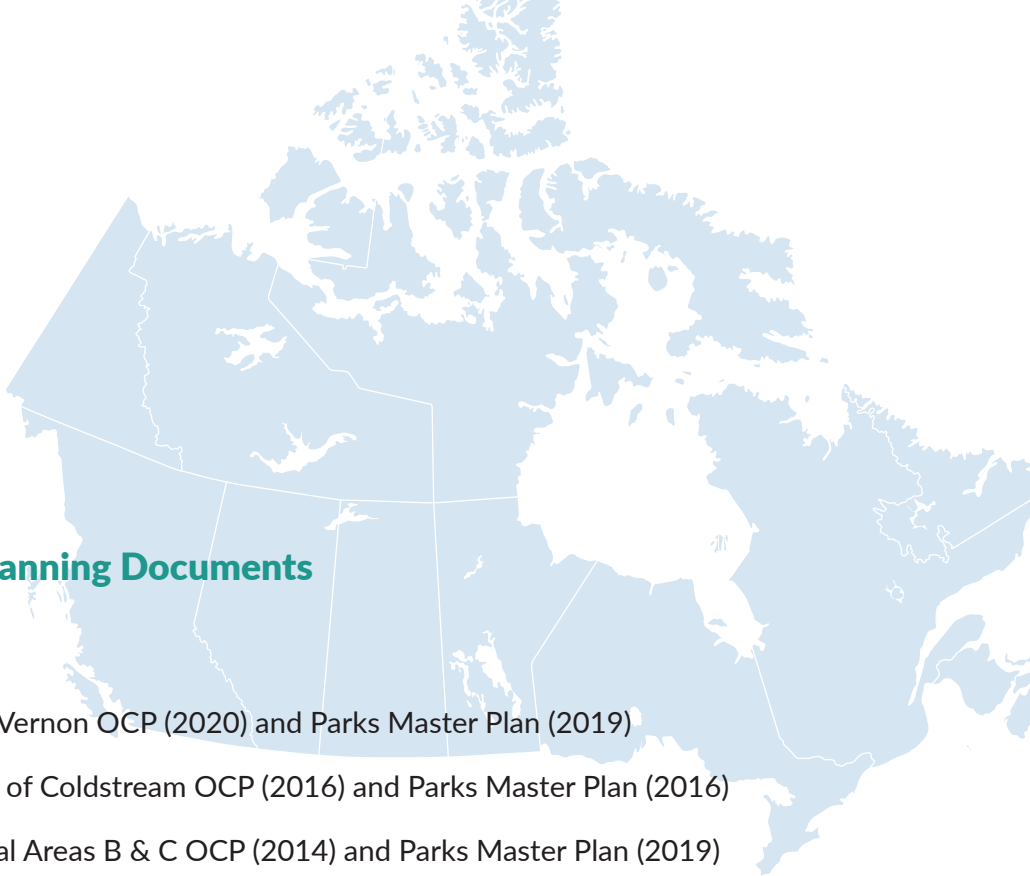 anning Documents
Vernon OCP (2020) and Parks Master Plan (2019)
of Coldstream OCP (2016) and Parks Master Plan (2016)
al Areas B & C OCP (2014) and Parks Master Plan (2019)